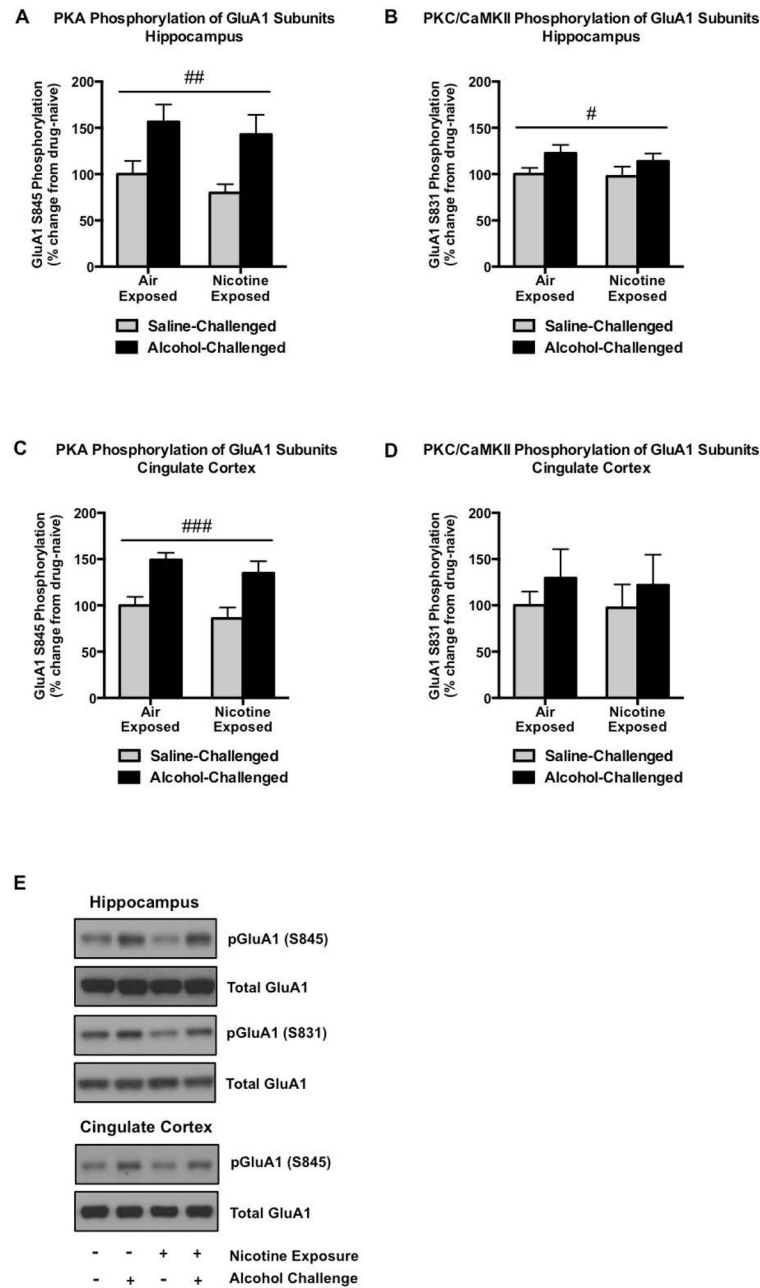 A
PKA Phosphorylation of GluA1 Subunits
Hippocampus
##
200
150
100
50
0
GluA1 S845 Phosphorylation
(% change from drug-naive)
Air
Exposed
Nicotine
Exposed
Saline-Challenged
Alcohol-Challenged
B
PKC/CaMKII Phosphorylation of GluA1 Subunits
Hippocampus
#
200
150
100
50
0
GluA1 S831 Phosphorylation
(% change from drug-naive)
Air
Exposed
Nicotine
Exposed
Saline-Challenged
Alcohol-Challenged
C
PKA Phosphorylation of GluA1 Subunits
Cingulate Cortex
###
200
150
100
50
0
GluA1 S845 Phosphorylation
(% change from drug-naive)
Air
Exposed
Nicotine
Exposed
Saline-Challenged
Alcohol-Challenged
D
PKC/CaMKII Phosphorylation of GluA1 Subunits
Cingulate Cortex
200
150
100
50
0
GluA1 S831 Phosphorylation
(% change from drug-naive)
Air
Exposed
Nicotine
Exposed
Saline-Challenged
Alcohol-Challenged
E
Hippocampus
pGluA1 (S845)
Total GluA1
pGluA1 (S831)
Total GluA1
Cingulate Cortex
pGluA1 (S845)
Total GluA1
- - + + Nicotine Exposure
- + - + Alcohol Challenge